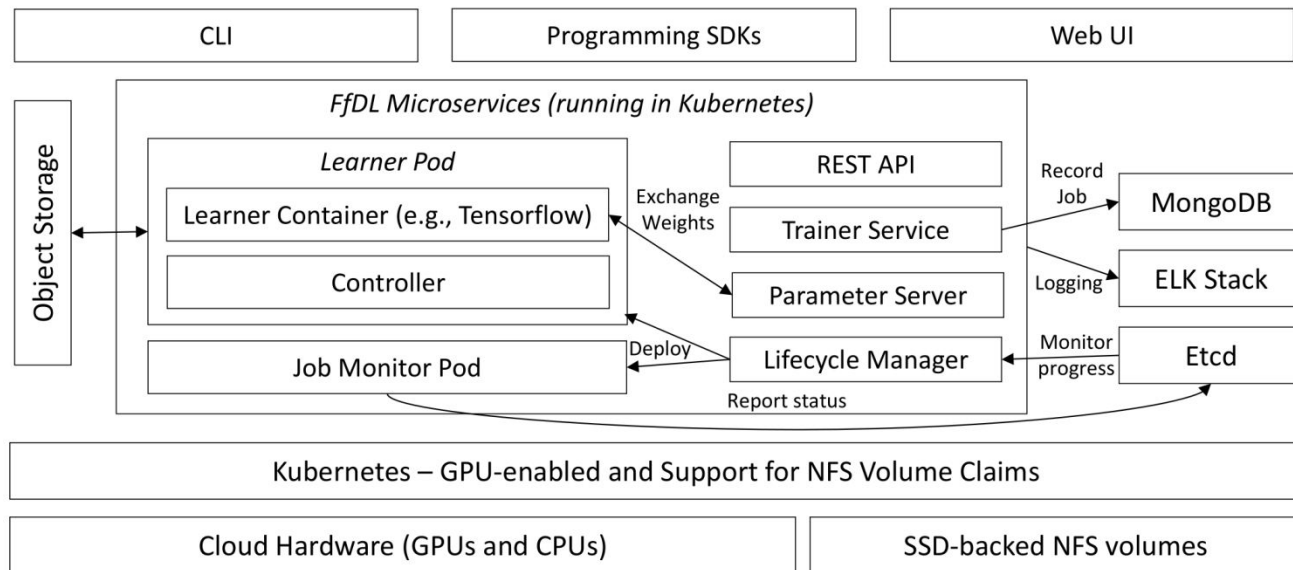 CLI
Programming SDKs
Web UI
FfDL Microservices (running in Kubernetes)
Object Storage
Learner Pod
Learner Container (e.g., Tensorflow)
Controller
Job Monitor Pod
Exchange
Weights
Deploy
REST API
Trainer Service
Parameter Server
Lifecycle Manager
Report status
Record
Job
Logging
Monitor
progress
MongoDB
ELK Stack
Etcd
Kubernetes – GPU-enabled and Support for NFS Volume Claims
Cloud Hardware (GPUs and CPUs)
SSD-backed NFS volumes